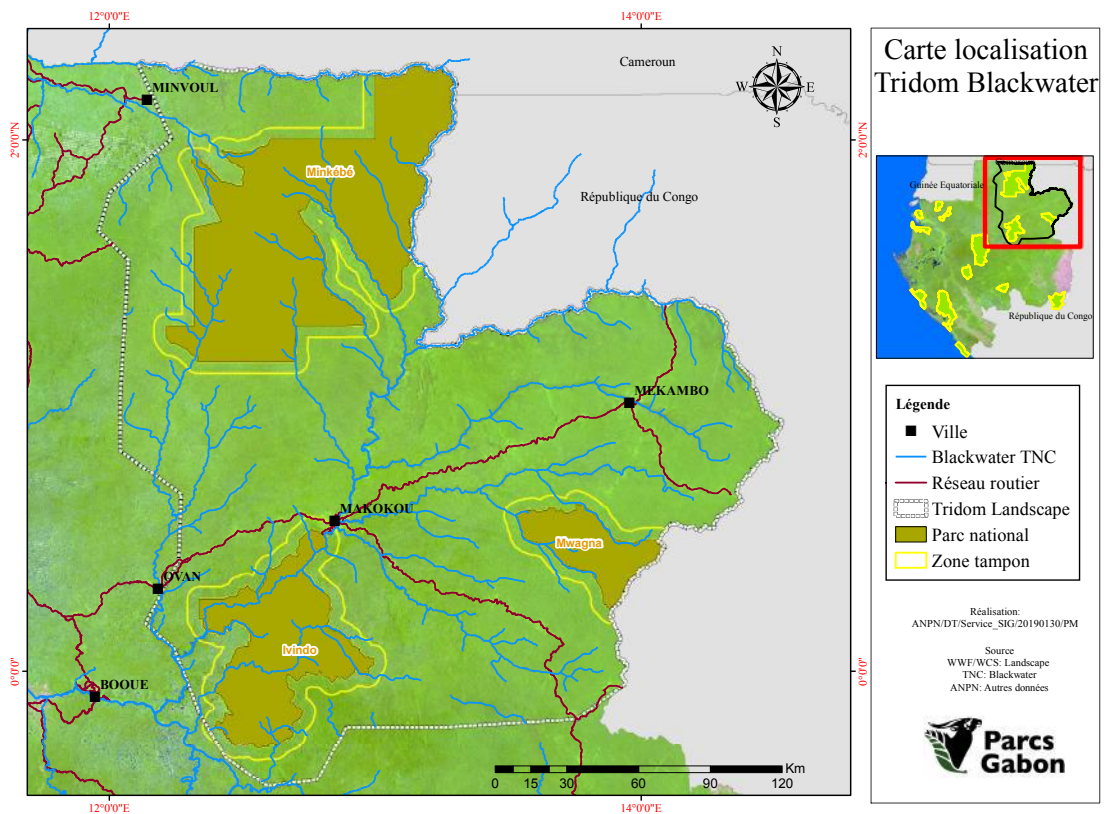 12°0'0"E
14°0'0"E
Cameroun
N
W
E
S
MINVOUL
2°0'0"N
2°0'0"N
Minkébé
République du Congo
MEKAMBO
MAKOKOU
Mwagna
OVAN
Ivindo
0°0'0"
0°0'0"
BOOUE
Km
0
15
30
60
90
120
12°0'0"E
14°0'0"E
Carte localisation
Tridom Blackwater
Guinée Equatoriale
République du Congo
Légende
Ville
Blackwater TNC
Réseau routier
Tridom Landscape
Parc national
Zone tampon
Réalisation:
ANPN/DT/Service_SIG/20190130/PM
Source
WWF/WCS: Landscape
TNC: Blackwater
ANPN: Autres données
Parcs
Gabon